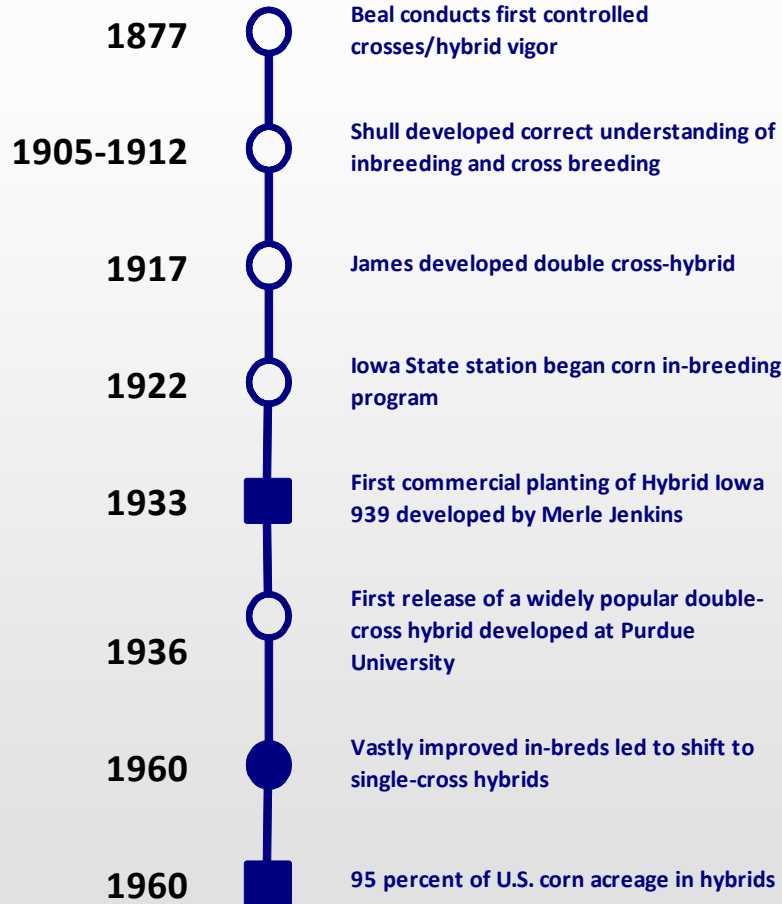 1877
Beal conducts first controlled
crosses/hybrid vigor
1905-1912
Shull developed correct understanding of
inbreeding and cross breeding
1917
James developed double cross-hybrid
1922
Iowa State station began corn in-breeding
program
1933
First commercial planting of Hybrid Iowa
939 developed by Merle Jenkins
1936
First release of a widely popular double-
cross hybrid developed at Purdue
University
1960
Vastly improved in-breds led to shift to
single-cross hybrids
1960
95 percent of U.S. corn acreage in hybrids